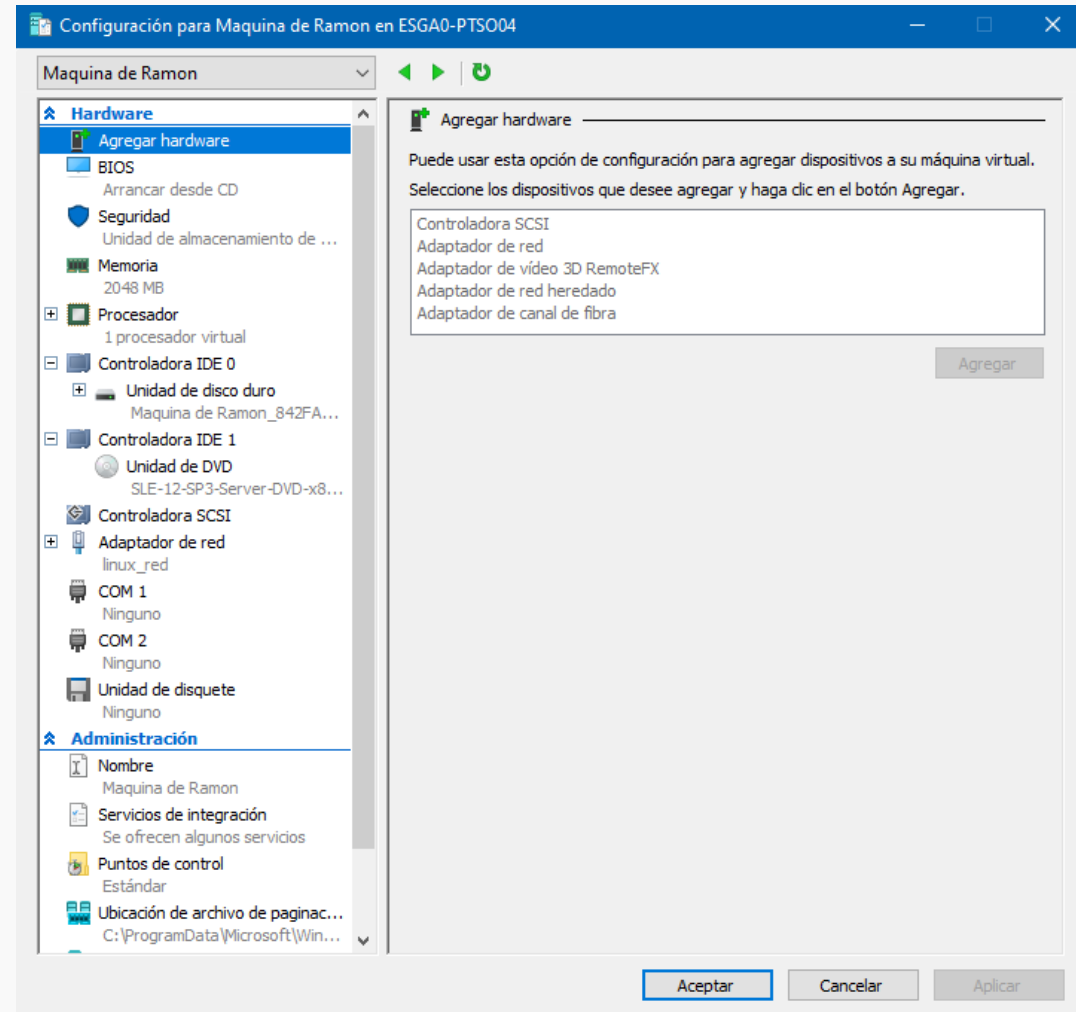 Configuración para Maquina de Ramon en ESGA0-PTSO04
Maquina de Ramon
Hardware
Agregar hardware
BIOS
Arrancar desde CD
Seguridad
Unidad de almacenamiento de ...
Memoria
2048 MB
Procesador
1 procesador virtual
Controladora IDE 0
Unidad de disco duro
Maquina de Ramon_842FA...
Controladora IDE 1
Unidad de DVD
SLE-12-SP3-Server-DVD-x8...
Controladora SCSI
Adaptador de red
linux_red
COM 1
Ninguno
COM 2
Ninguno
Unidad de disquete
Ninguno
Administración
Nombre
Maquina de Ramon
Servicios de integración
Se ofrecen algunos servicios
Puntos de control
Estándar
Ubicación de archivo de paginac...
C:\ProgramData\Microsoft\Win...
Agregar hardware
Puede usar esta opción de configuración para agregar dispositivos a su máquina virtual.
Seleccione los dispositivos que desee agregar y haga clic en el botón Agregar.
Controladora SCSI
Adaptador de red
Adaptador de vídeo 3D RemoteFX
Adaptador de red heredado
Adaptador de canal de fibra
Agregar
Aceptar
Cancelar
Aplicar